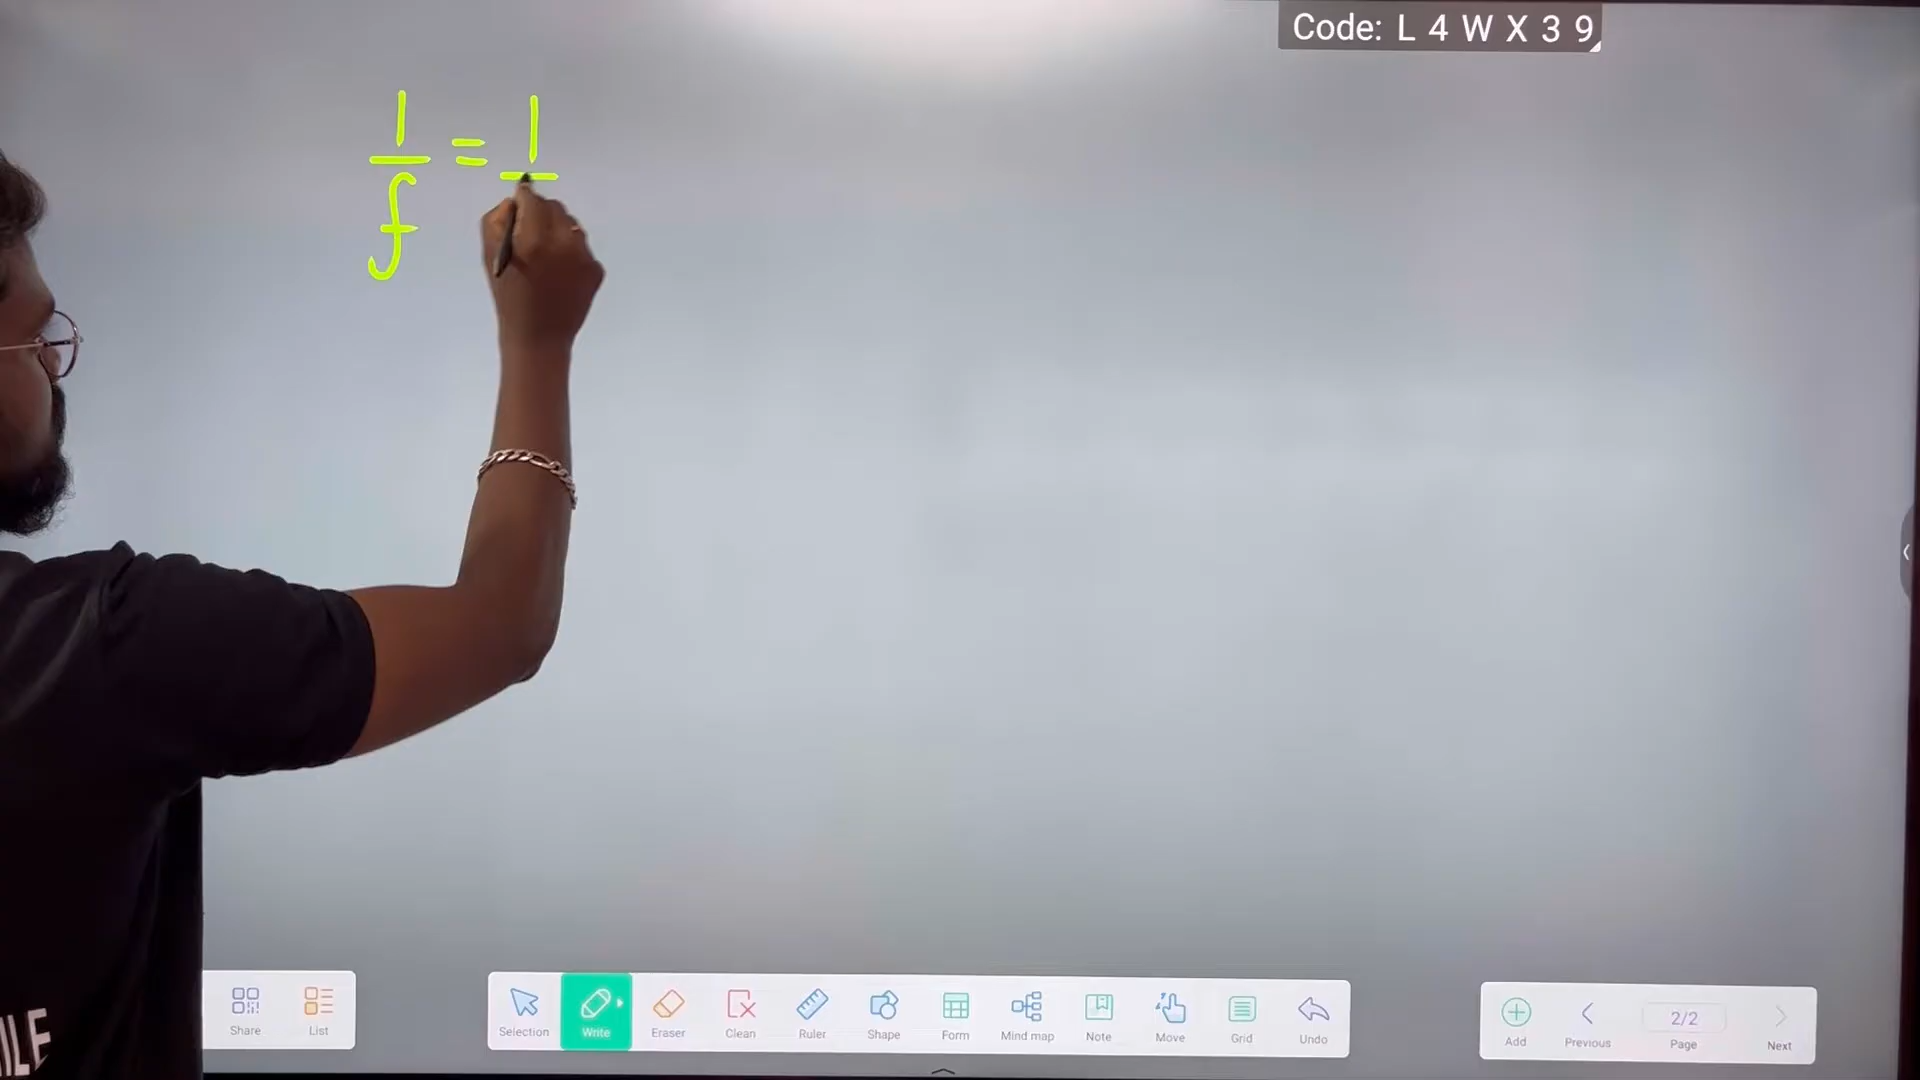 Code: L 4 W X 3 9
1/f = 1/
ILE
Share List Selection Write Eraser Clean Ruler Shape Form Mind map Note Move Grid Undo Add Previous 2/2 Page Next